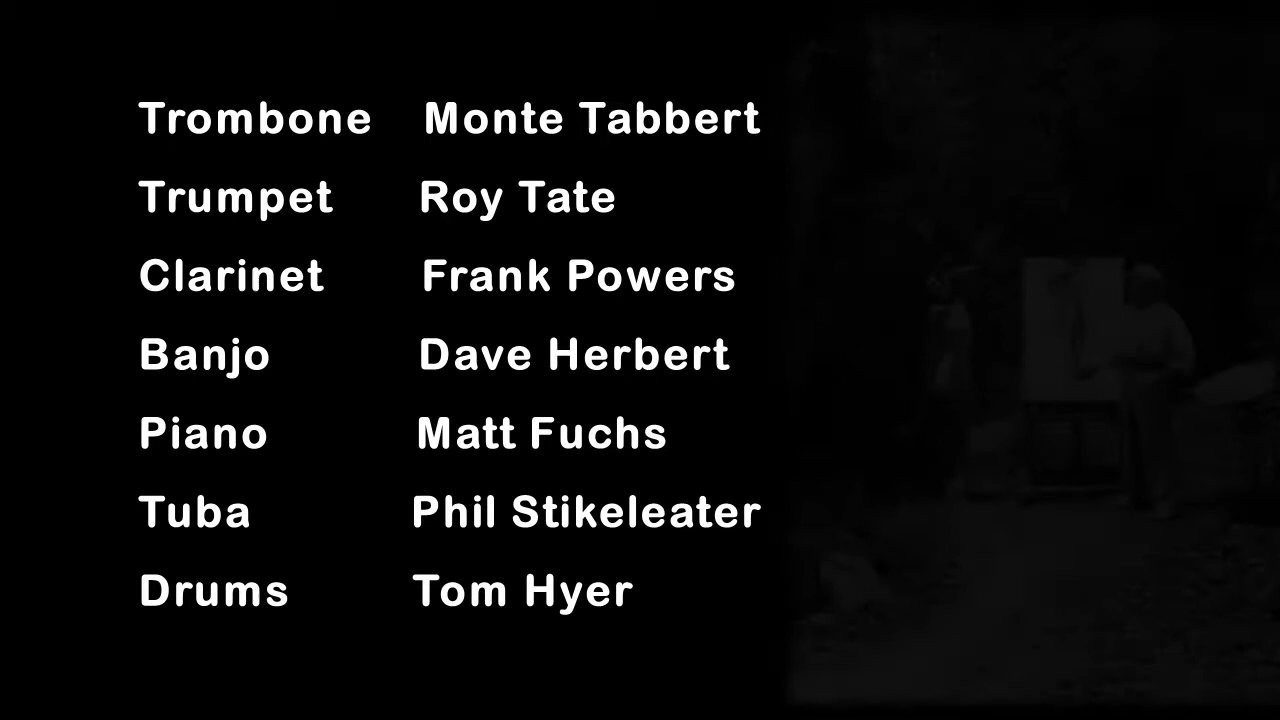 Trombone Monte Tabbert
Trumpet Roy Tate
Clarinet Frank Powers
Banjo Dave Herbert
Piano Matt Fuchs
Tuba Phil Stikeleater
Drums Tom Hyer